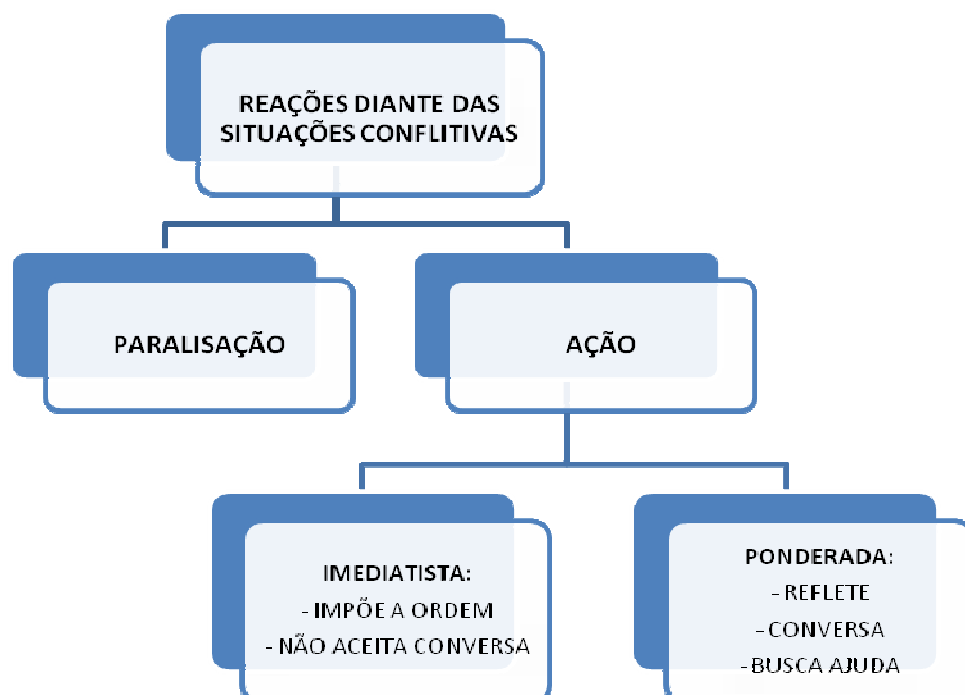 REAÇÕES DIANTE DAS
SITUAÇÕES CONFLITIVAS
PARALISAÇÃO
AÇÃO
IMEDIATISTA:
- IMPÕE A ORDEM
- NÃO ACEITA CONVERSA
PONDERADA:
- REFLETE
- CONVERSA
- BUSCA AJUDA